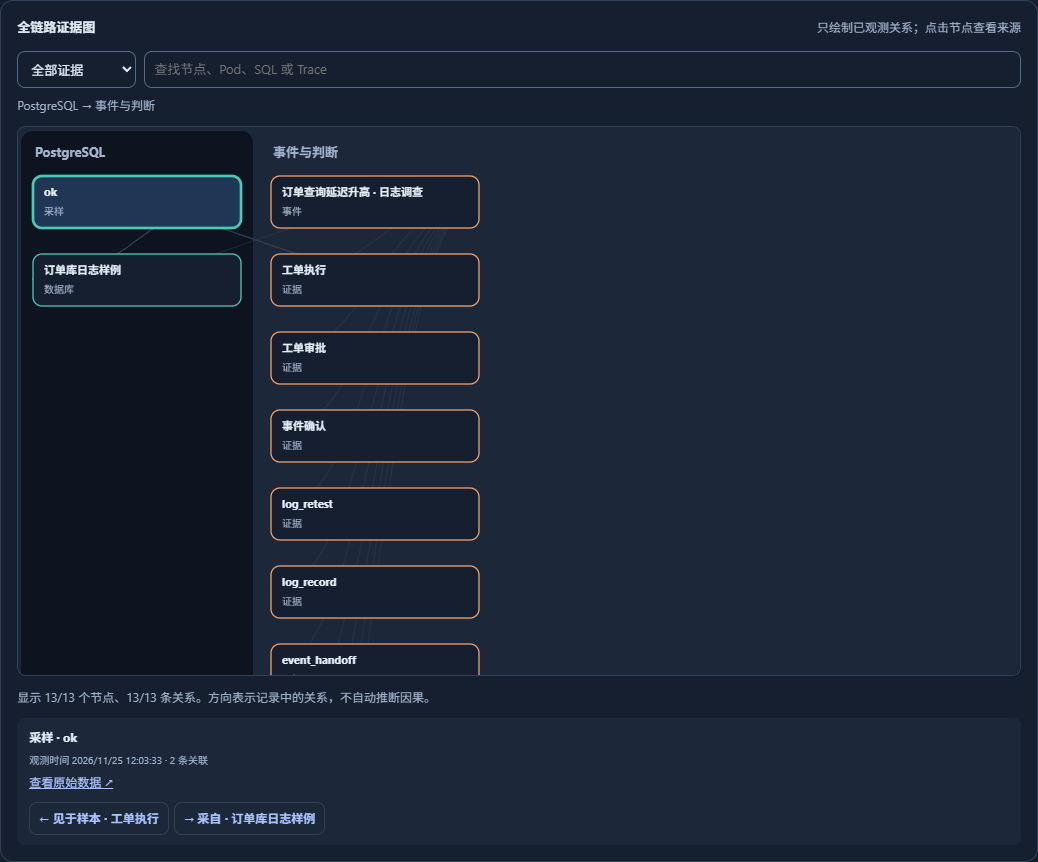 全链路证据图
只绘制已观测关系；点击节点查看来源
全部证据
查找节点、Pod、SQL 或 Trace
PostgreSQL → 事件与判断
PostgreSQL
事件与判断
ok
采样
订单查询延迟升高 · 日志调查
事件
订单库日志样例
数据库
工单执行
证据
工单审批
证据
事件确认
证据
log_retest
证据
log_record
证据
event_handoff
显示 13/13 个节点、13/13 条关系。方向表示记录中的关系，不自动推断因果。
采样 · ok
观测时间 2026/11/25 12:03:33 · 2 条关联
查看原始数据 ↗
← 见于样本 · 工单执行
→ 采自 · 订单库日志样例